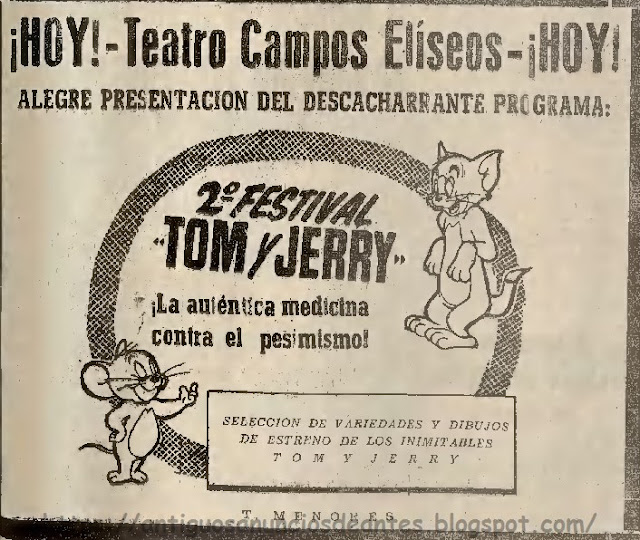 ¡HOY!-Teatro Campos Elíseos-¡HOY!
ALEGRE PRESENTACION DEL DESCACHARRANTE PROGRAMA:
2º FESTIVAL
"TOM y JERRY"
¡La auténtica medicina
contra el pesimismo!
SELECCION DE VARIEDADES Y DIBUJOS
DE ESTRENO DE LOS INIMITABLES
TOM Y JERRY
T. MENORES
http://antiguosanunciosdeantes.blogspot.com/